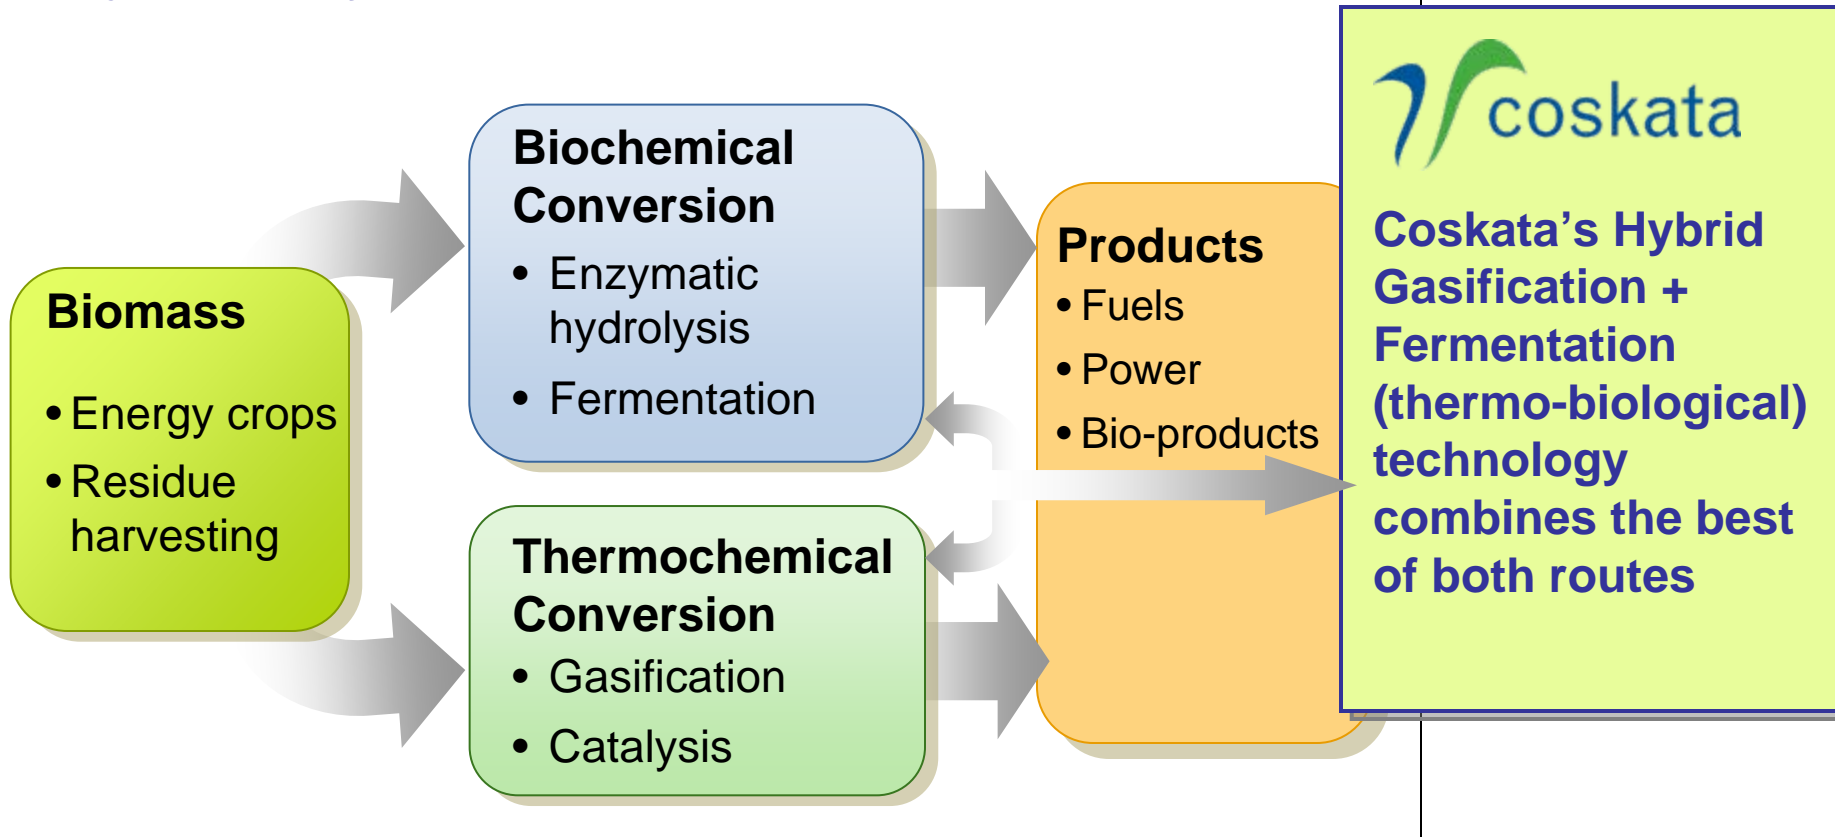 Biomass
• Energy crops
• Residue
harvesting
Biochemical
Conversion
• Enzymatic
hydrolysis
• Fermentation
Thermochemical
Conversion
• Gasification
• Catalysis
Products
• Fuels
• Power
• Bio-products
coskata
Coskata’s Hybrid
Gasification +
Fermentation
(thermo-biological)
technology
combines the best
of both routes